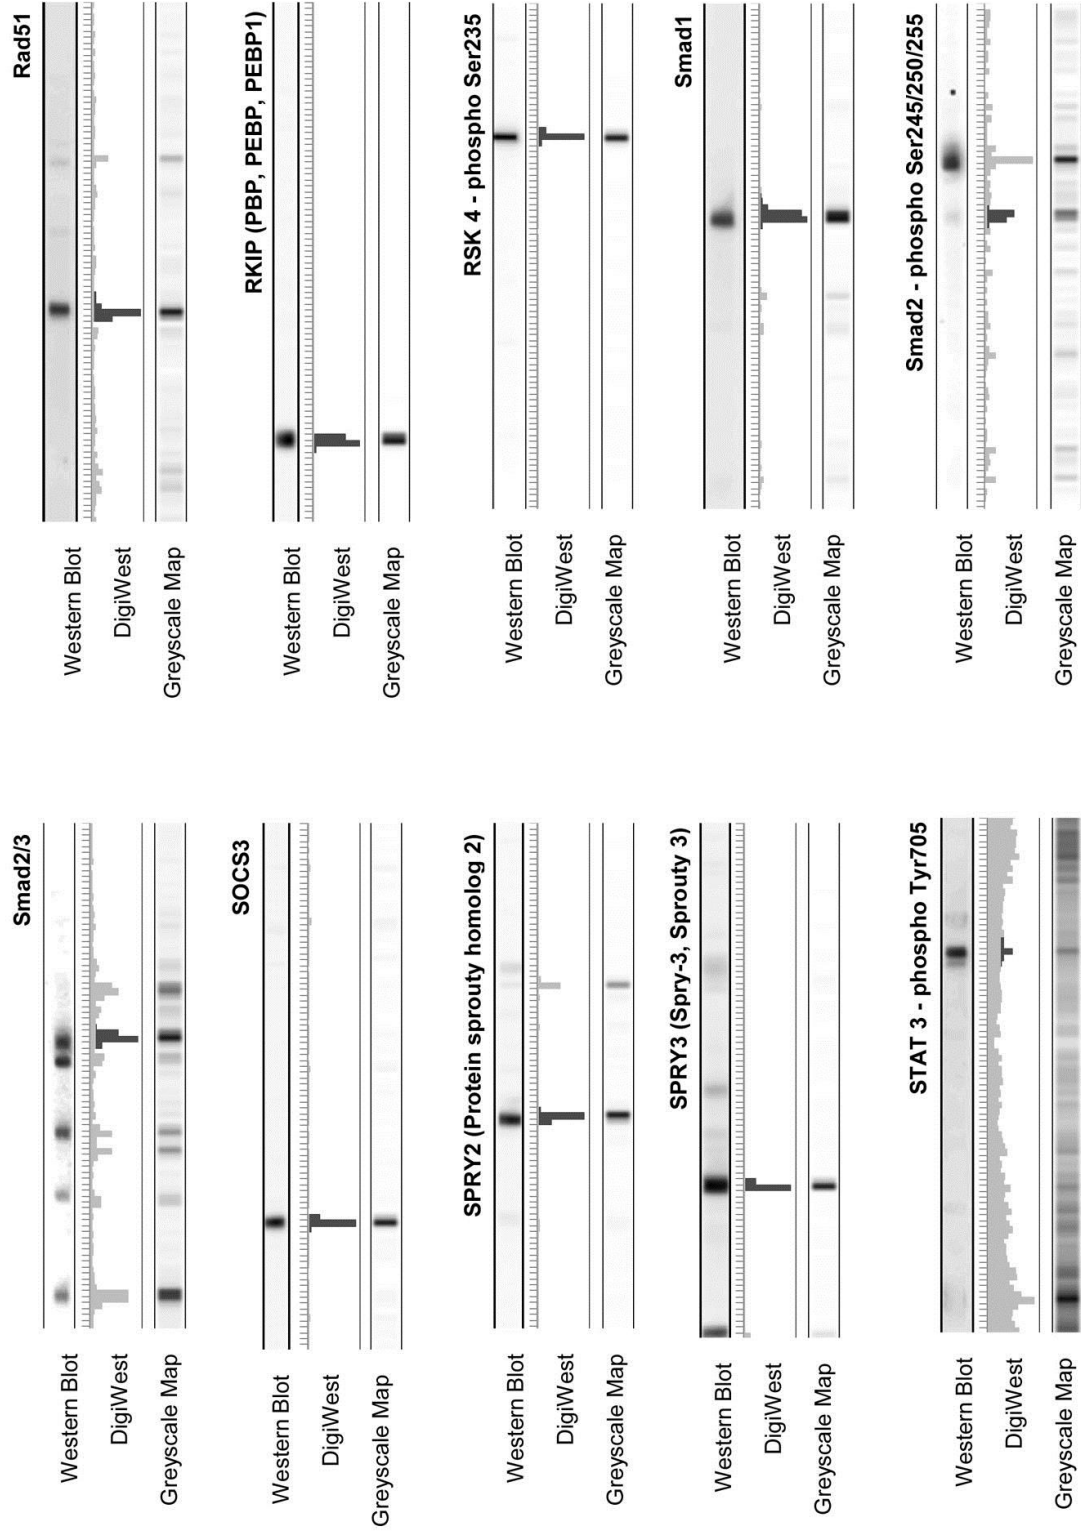 Smad2/3
Western Blot
DigiWest
Greyscale Map
SOCS3
Western Blot
DigiWest
Greyscale Map
SPRY2 (Protein sprouty homolog 2)
Western Blot
DigiWest
Greyscale Map
SPRY3 (Spry-3, Sprouty 3)
Western Blot
DigiWest
Greyscale Map
STAT 3 - phospho Tyr705
Western Blot
DigiWest
Greyscale Map
Rad51
Western Blot
DigiWest
Greyscale Map
RKIP (PBP, PEBP, PEBP1)
Western Blot
DigiWest
Greyscale Map
RSK 4 - phospho Ser235
Western Blot
DigiWest
Greyscale Map
Smad1
Western Blot
DigiWest
Greyscale Map
Smad2 - phospho Ser245/250/255
Western Blot
DigiWest
Greyscale Map